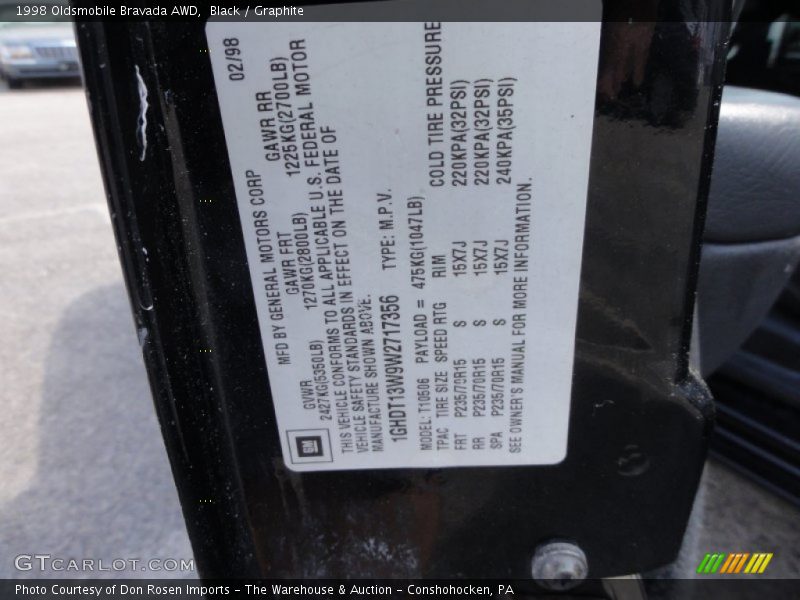 1998 Oldsmobile Bravada AWD, Black / Graphite
02/98
MFD BY GENERAL MOTORS CORP
GVWR GAWR FRT GAWR RR
2427KG(5350LB) 1270KG(2800LB) 1225KG(2700LB)
THIS VEHICLE CONFORMS TO ALL APPLICABLE U.S. FEDERAL MOTOR
VEHICLE SAFETY STANDARDS IN EFFECT ON THE DATE OF
MANUFACTURE SHOWN ABOVE.
1GHDT13W9W2717356 TYPE: M.P.V.
MODEL: T10506 PAYLOAD = 475KG(1047LB)
TPAC TIRE SIZE SPEED RTG RIM COLD TIRE PRESSURE
FRT P235/70R15 S 15X7J 220KPA(32PSI)
RR P235/70R15 S 15X7J 220KPA(32PSI)
SPA P235/70R15 S 15X7J 240KPA(35PSI)
SEE OWNER'S MANUAL FOR MORE INFORMATION.
GM
GTCARLOT.COM
Photo Courtesy of Don Rosen Imports – The Warehouse & Auction – Conshohocken, PA